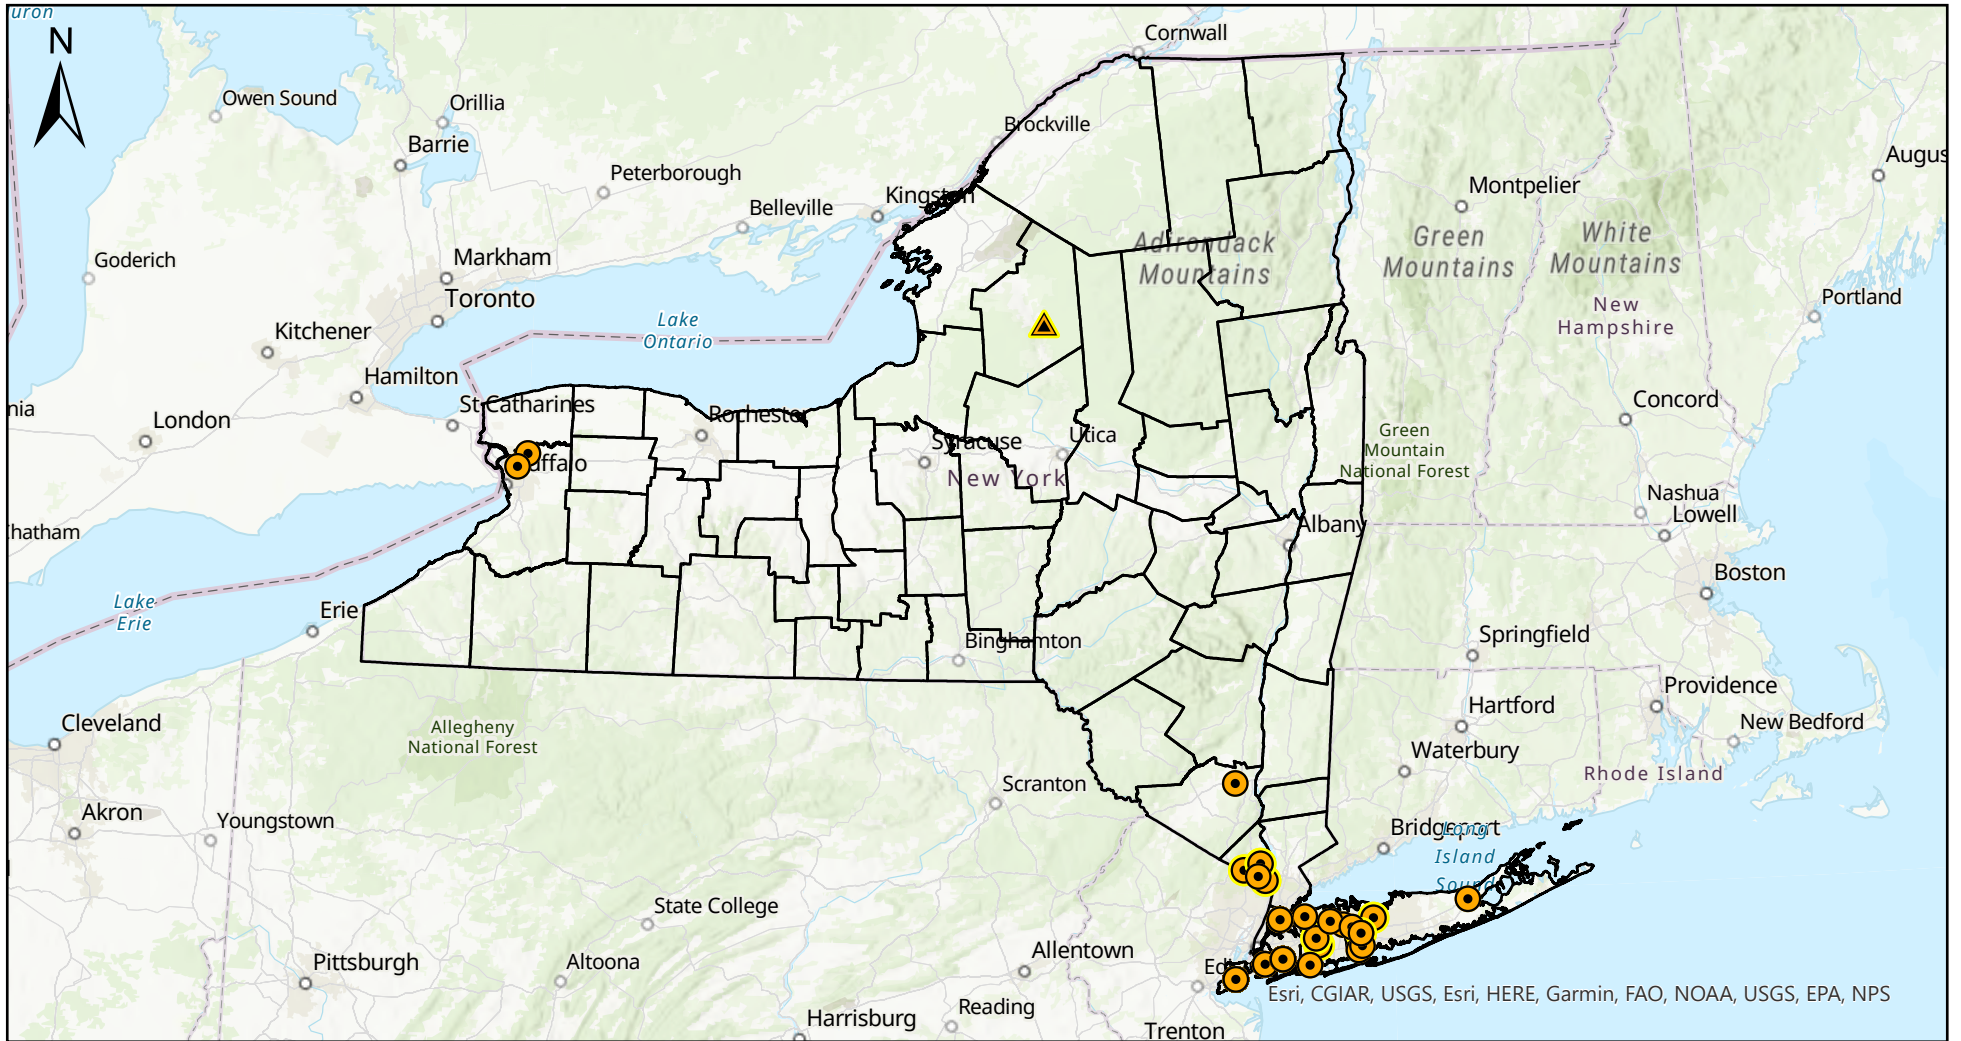 uron
N
Cornwall
Owen Sound
Orillia
Brockville
Barrie
Augus
Peterborough
Montpelier
Kingston
Belleville
Adirondack
Mountains
Green
Mountains
White
Mountains
Goderich
Markham
Toronto
Portland
New
Hampshire
Lake
Ontario
Kitchener
Hamilton
nia
St Catharines
Rochester
London
Concord
Syracuse
Utica
Green
Mountain
National Forest
uffalo
New York
Nashua
Lowell
Chatham
Albany
Boston
Lake
Erie
Erie
Springfield
Binghamton
Providence
Hartford
New Bedford
Cleveland
Allegheny
National Forest
Waterbury
Rhode Island
Scranton
Akron
Youngstown
Bridgeport
Long
Island
Sound
State College
Allentown
Pittsburgh
Altoona
Ed
Esri, CGIAR, USGS, Esri, HERE, Garmin, FAO, NOAA, USGS, EPA, NPS
Reading
Harrisburg
Trenton